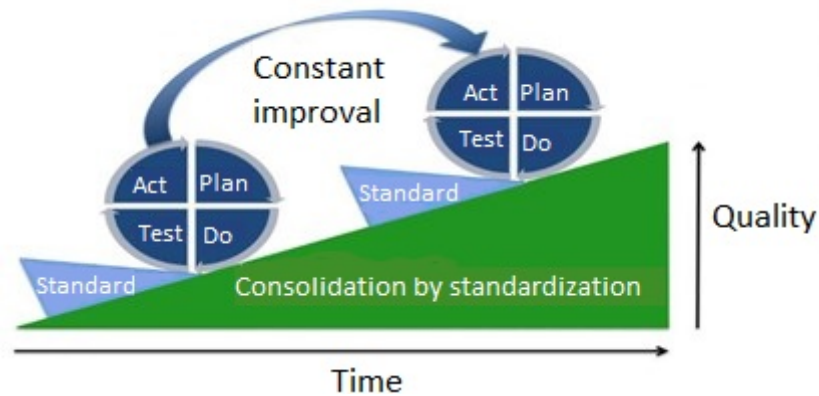 Constant
improval
Act Plan
Test Do
Standard
Act Plan
Test Do
Standard
Quality
Consolidation by standardization
Time